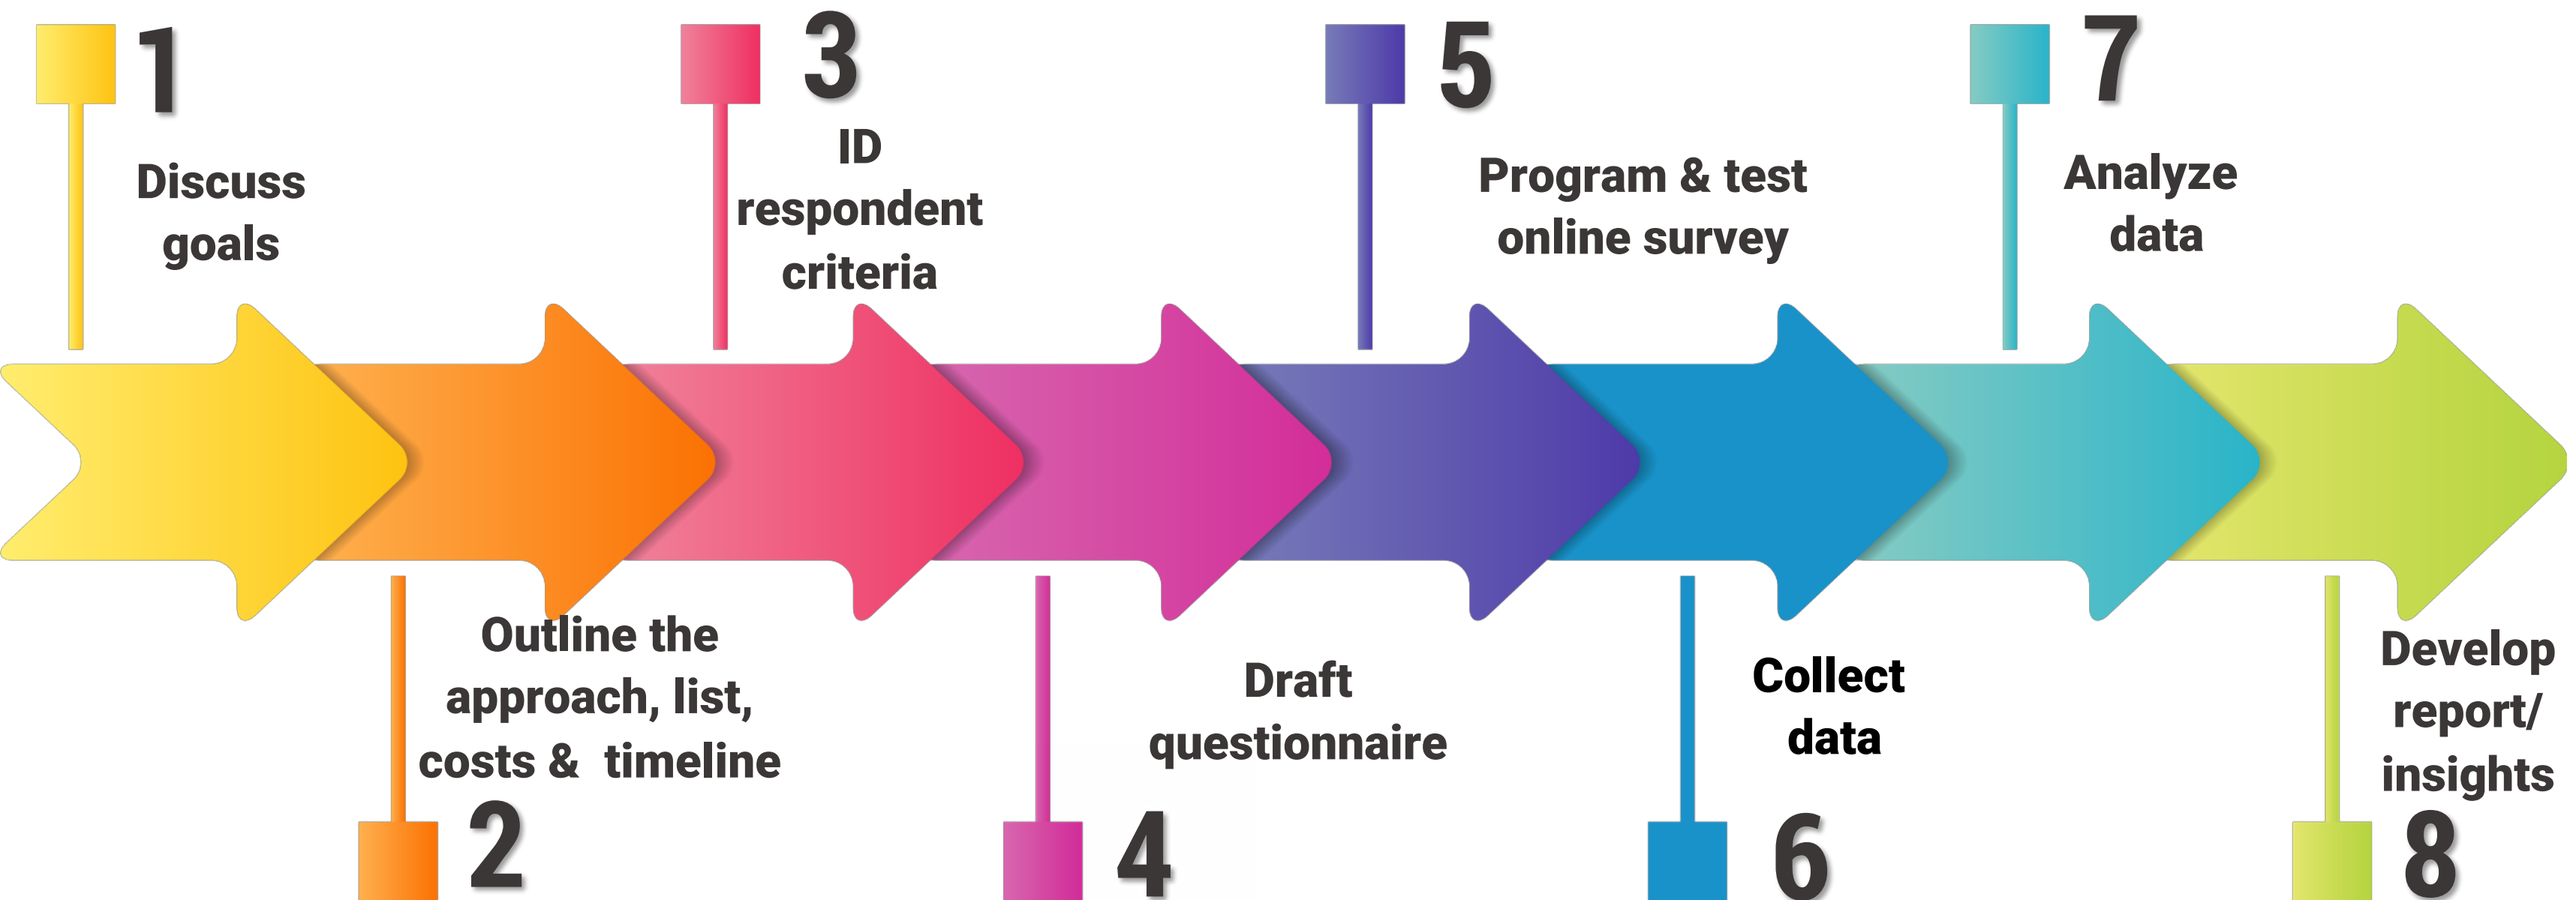 1
Discuss
goals
2
Outline the
approach, list,
costs & timeline
3
ID
respondent
criteria
4
Draft
questionnaire
5
Program & test
online survey
6
Collect
data
7
Analyze
data
8
Develop
report/
insights